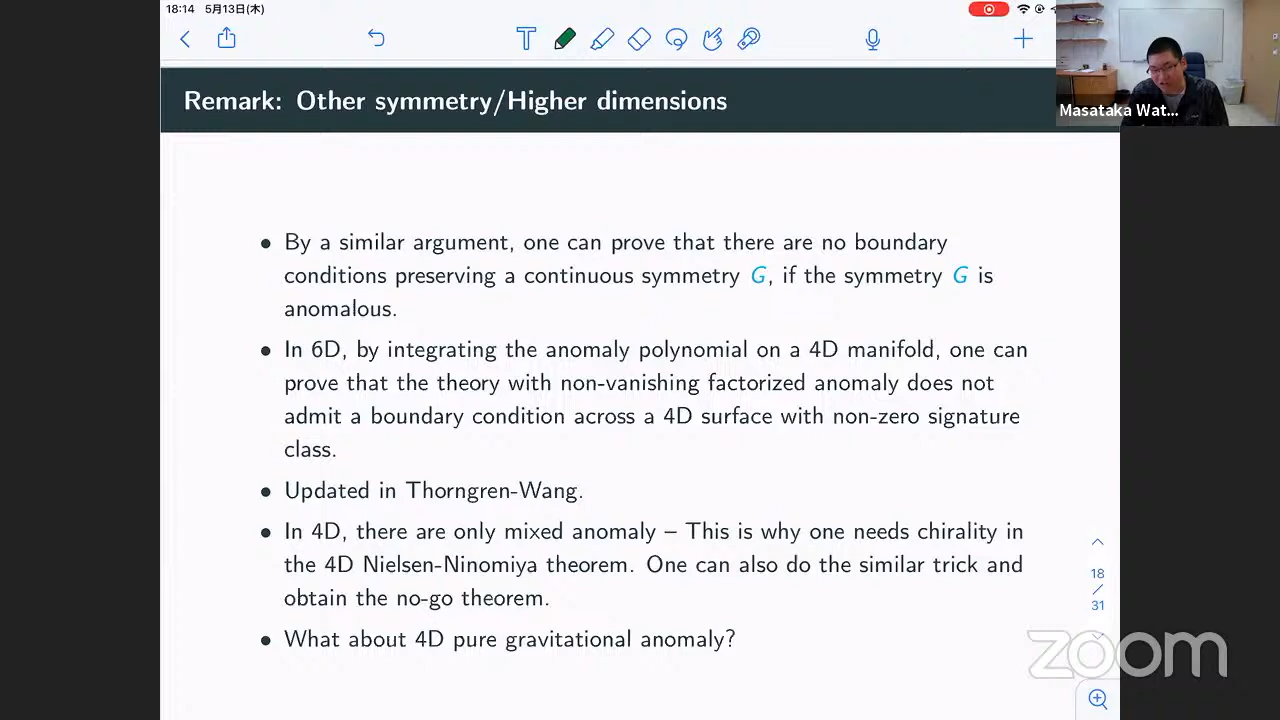 18:14 5月13日(木)
Remark: Other symmetry/Higher dimensions
Masataka Wat...
• By a similar argument, one can prove that there are no boundary
conditions preserving a continuous symmetry G, if the symmetry G is
anomalous.
• In 6D, by integrating the anomaly polynomial on a 4D manifold, one can
prove that the theory with non-vanishing factorized anomaly does not
admit a boundary condition across a 4D surface with non-zero signature
class.
• Updated in Thorngren-Wang.
• In 4D, there are only mixed anomaly – This is why one needs chirality in
the 4D Nielsen-Ninomiya theorem. One can also do the similar trick and
obtain the no-go theorem.
• What about 4D pure gravitational anomaly?
18
/
31
zoom